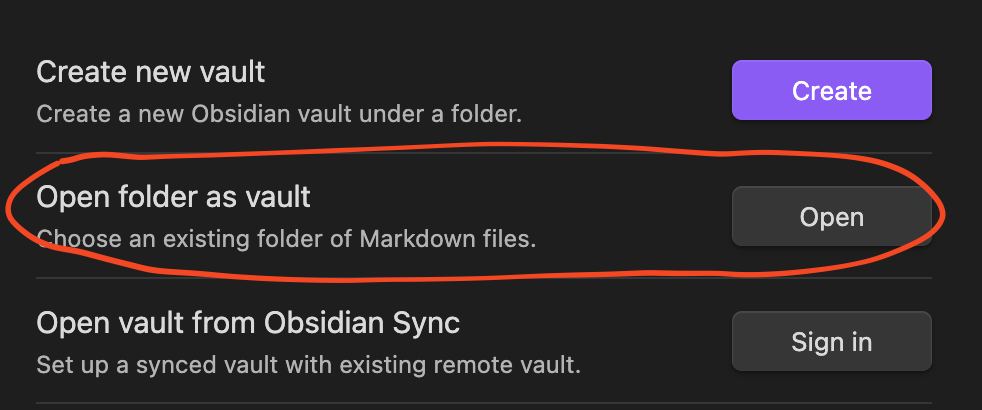 Create new vault
Create a new Obsidian vault under a folder.
Create
Open folder as vault
Choose an existing folder of Markdown files.
Open
Open vault from Obsidian Sync
Set up a synced vault with existing remote vault.
Sign in